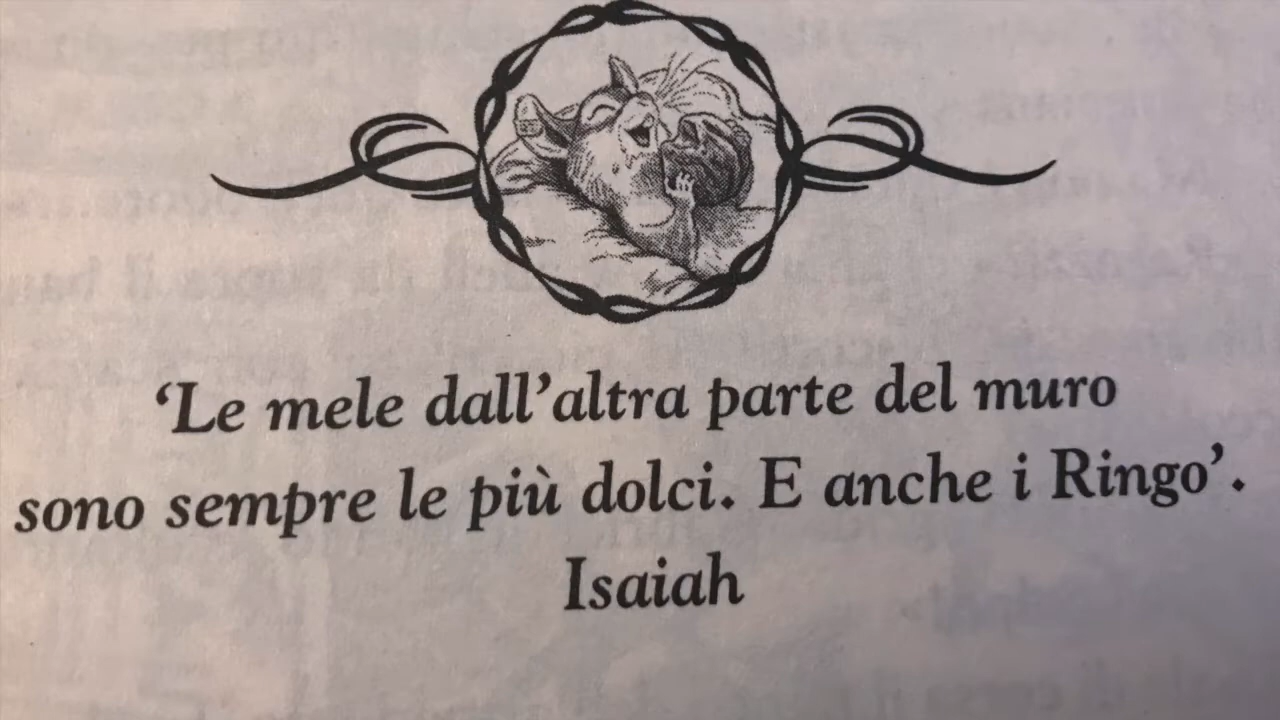 ‘Le mele dall’altra parte del muro
sono sempre le più dolci. E anche i Ringo’.
Isaiah